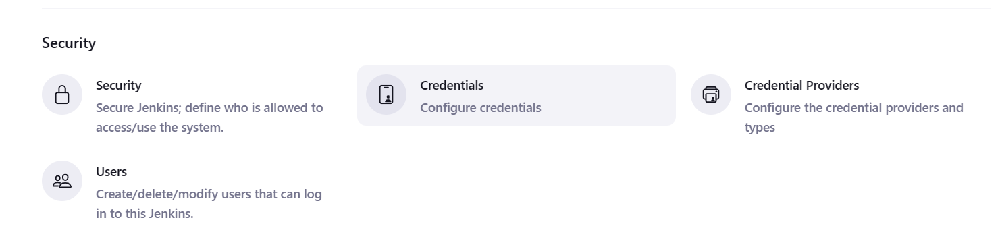 Security
Security
Secure Jenkins; define who is allowed to
access/use the system.
Credentials
Configure credentials
Credential Providers
Configure the credential providers and
types
Users
Create/delete/modify users that can log
in to this Jenkins.